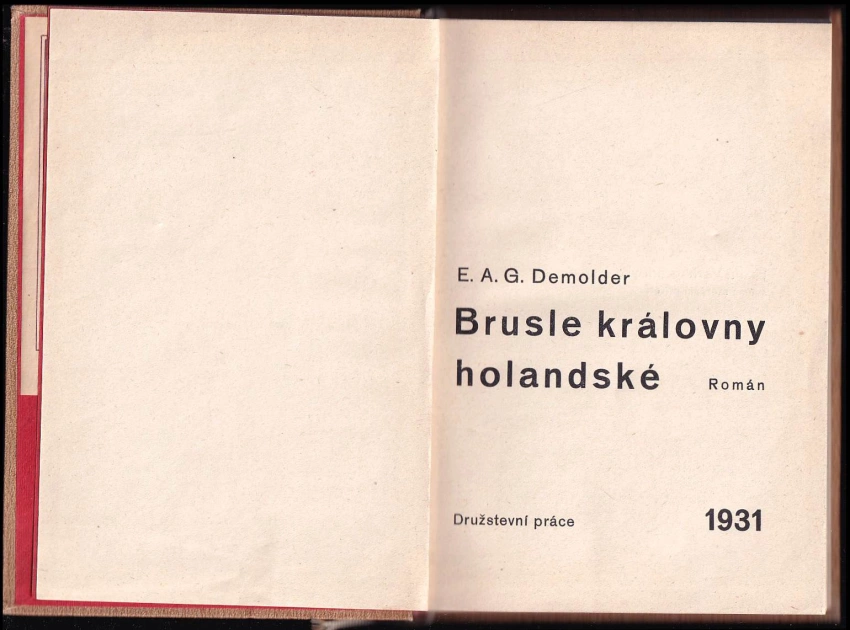 E. A. G. Demolder
Brusle královny
holandské Román
Družstevní práce 1931